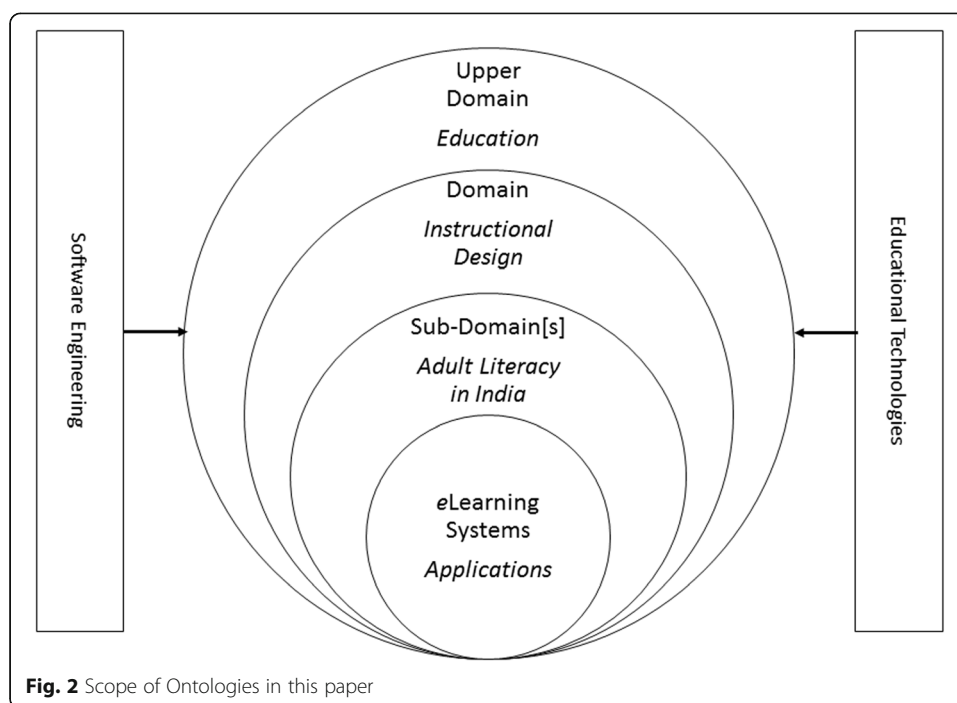 Software Engineering
Upper
Domain
Education
Domain
Instructional
Design
Sub-Domain[s]
Adult Literacy
in India
eLearning
Systems
Applications
Educational Technologies
Fig. 2 Scope of Ontologies in this paper